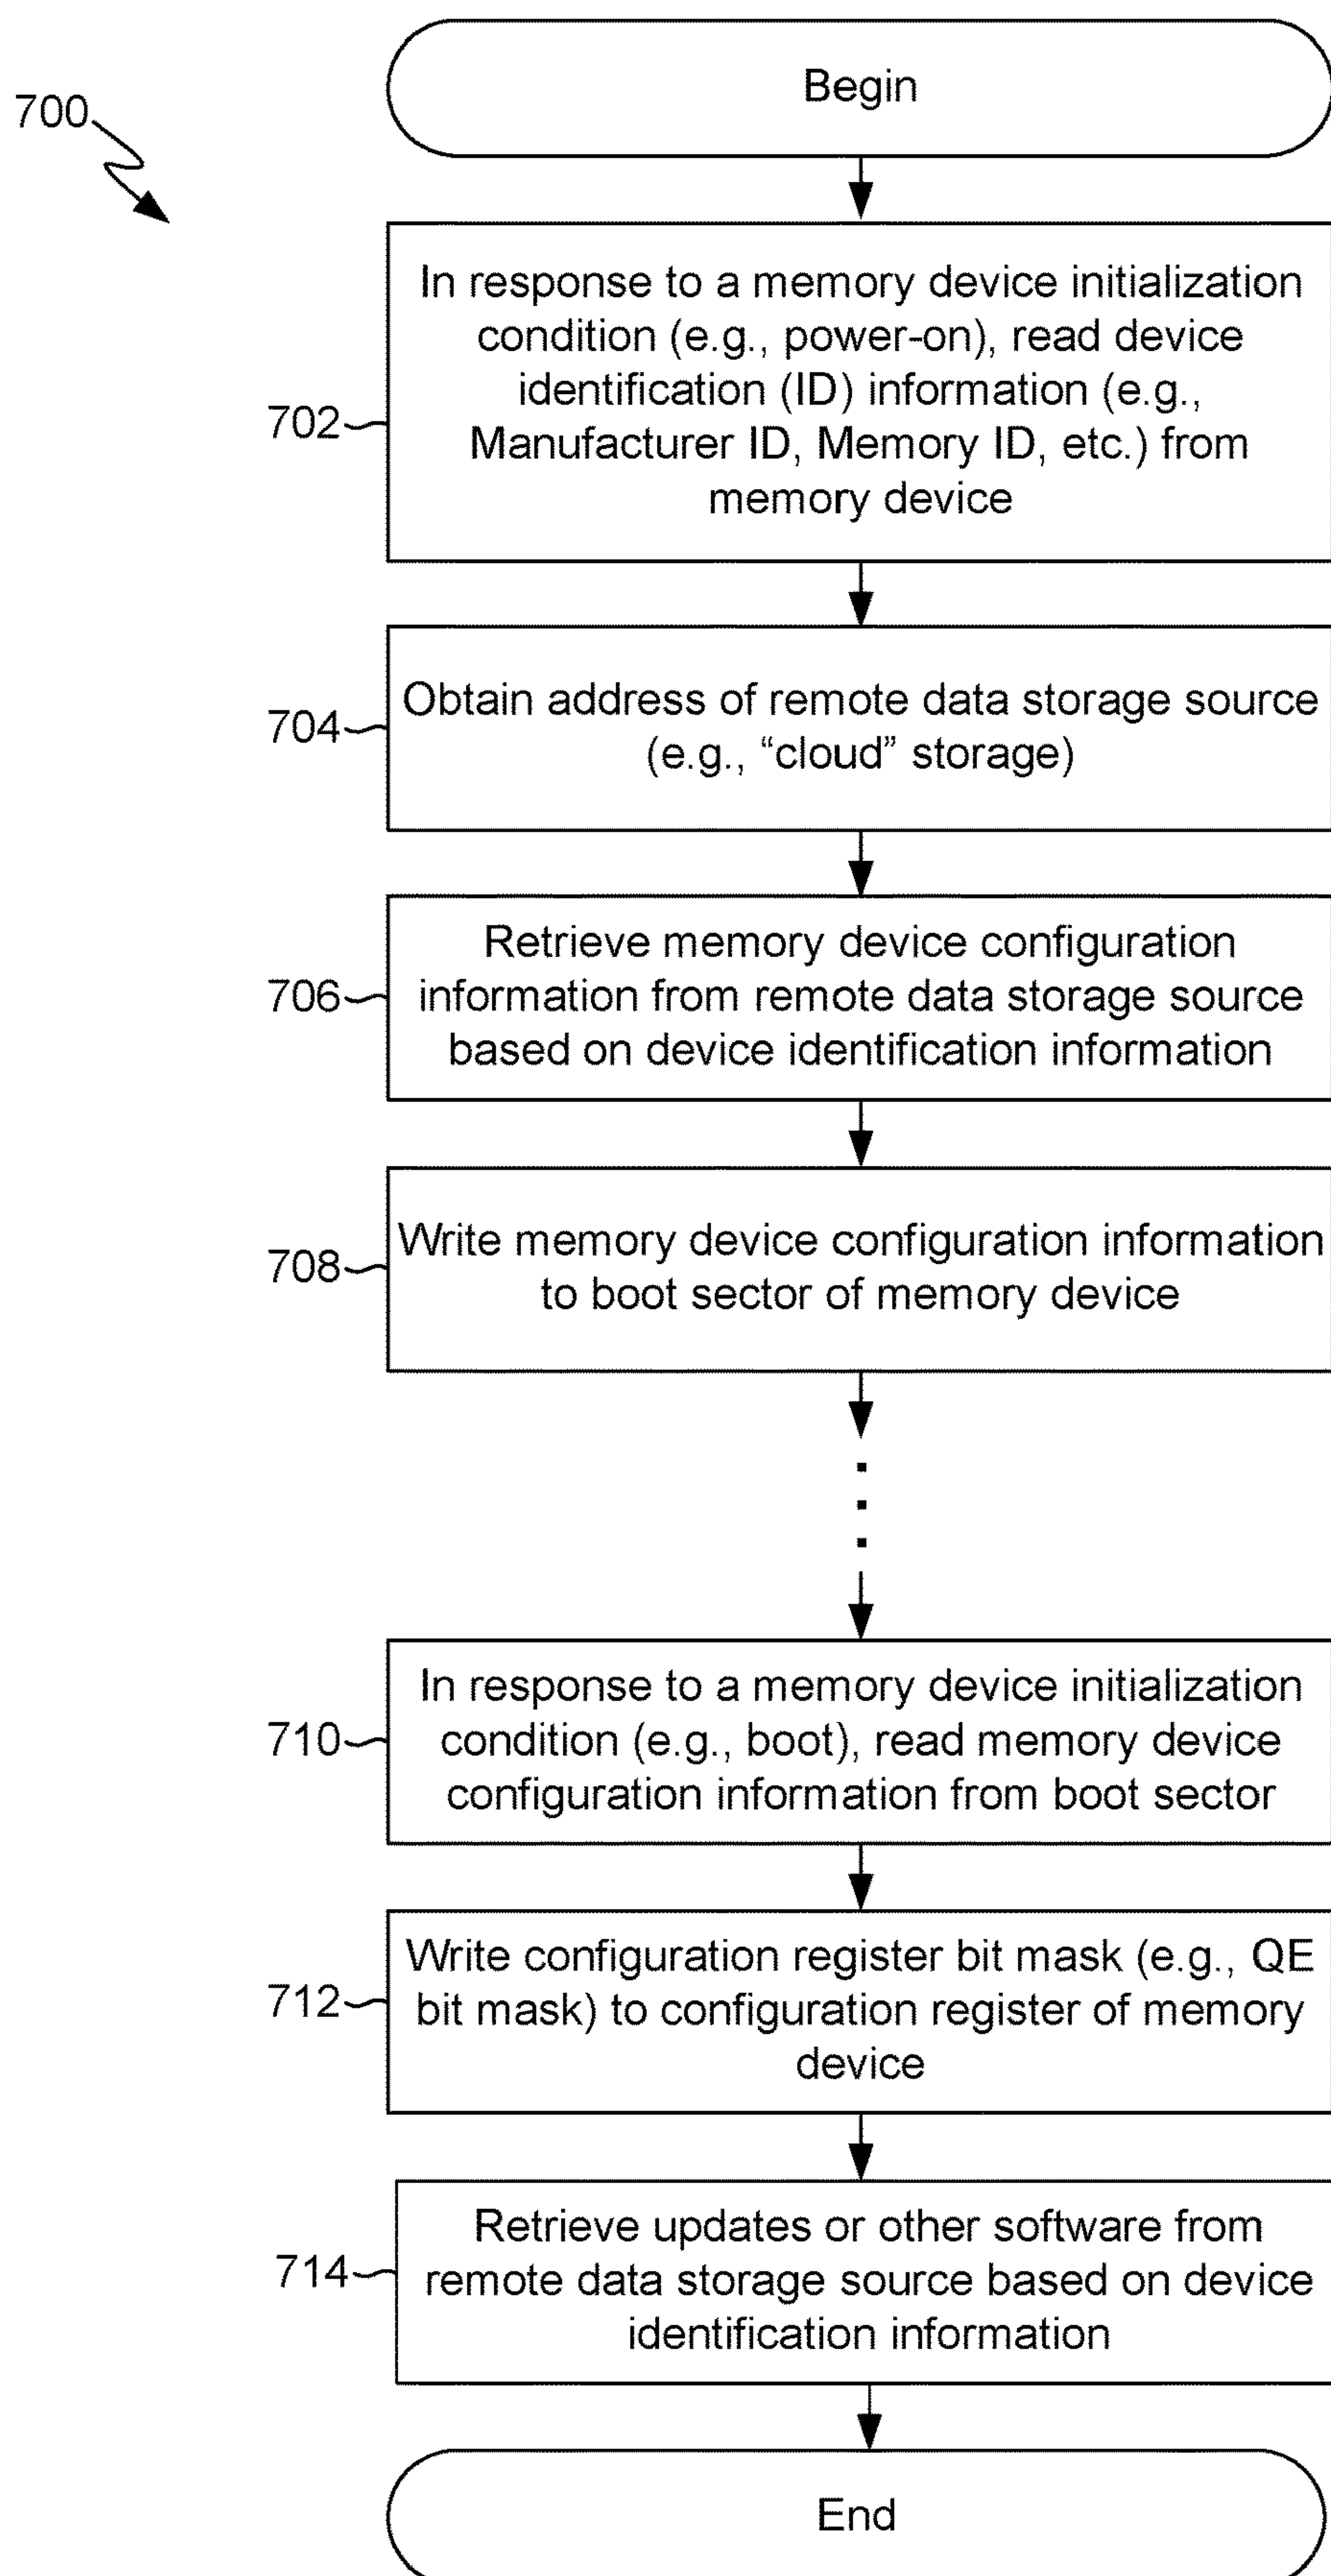 Begin
700
In response to a memory device initialization
condition (e.g., power-on), read device
identification (ID) information (e.g.,
702
Manufacturer ID, Memory ID, etc.) from
memory device
Obtain address of remote data storage source
704
(e.g., “cloud” storage)
Retrieve memory device configuration
706
information from remote data storage source
based on device identification information
Write memory device configuration information
708
to boot sector of memory device
In response to a memory device initialization
710
condition (e.g., boot), read memory device
configuration information from boot sector
Write configuration register bit mask (e.g., QE
712
bit mask) to configuration register of memory
device
Retrieve updates or other software from
714
remote data storage source based on device
identification information
End